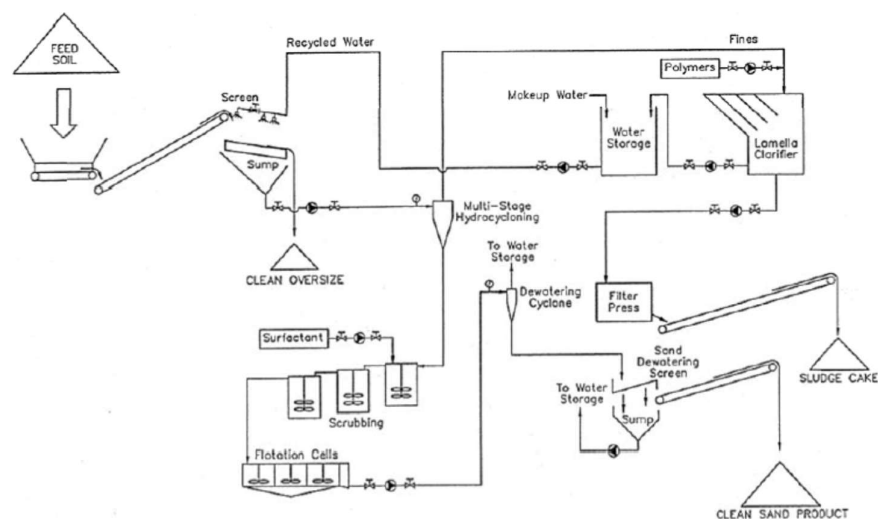 FEED
SOIL
Recycled Water
Fines
Polymers
Screen
Makeup Water
Water
Storage
Lamella
Clarifier
Sump
Multi-Stage
Hydrocycloning
To Water
Storage
CLEAN OVERSIZE
Dewatering
Cyclone
Filter
Press
Surfactant
Sand
Dewatering
Screen
SLUDGE CAKE
To Water
Storage
Sump
Scrubbing
Flotation Cells
CLEAN SAND PRODUCT